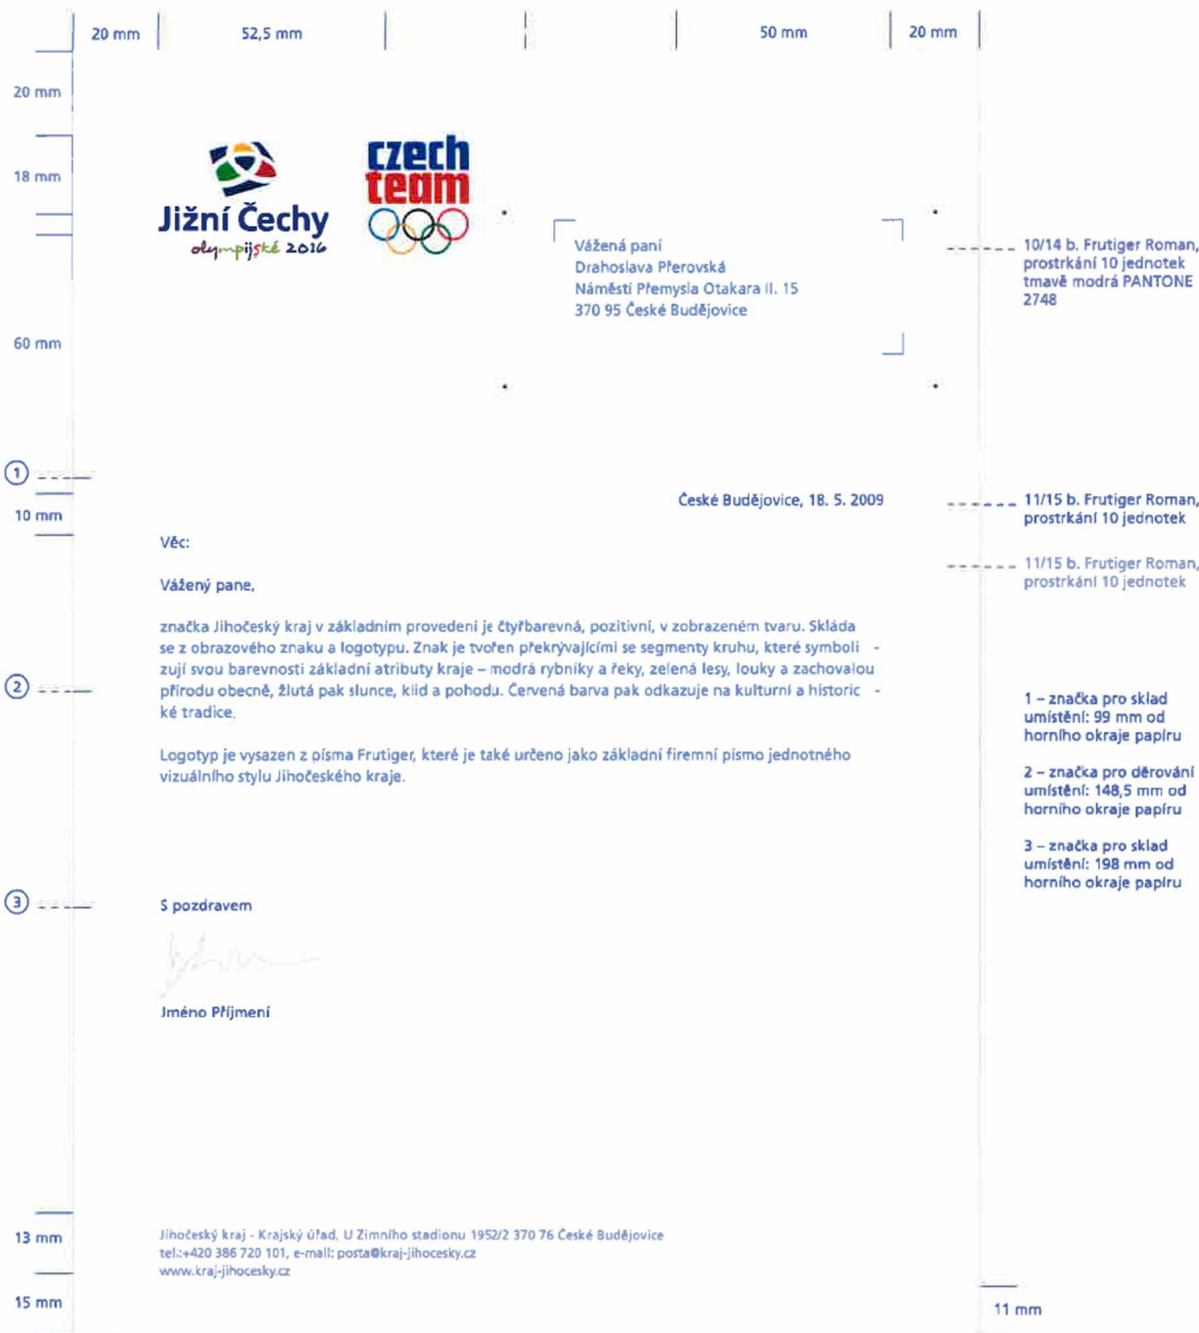 20 mm
52,5 mm
50 mm
20 mm
20 mm
18 mm
60 mm
10 mm
13 mm
15 mm
Jižní Čechy
olympijské 2016
czech
team
Vážená paní
Drahoslava Přerovská
Náměstí Přemysla Otakara II. 15
370 95 České Budějovice
10/14 b. Frutiger Roman,
prostrkání 10 jednotek
tmavě modrá PANTONE
2748
1
České Budějovice, 18. 5. 2009
11/15 b. Frutiger Roman,
prostrkání 10 jednotek
Věc:
11/15 b. Frutiger Roman,
prostrkání 10 jednotek
Vážený pane,
značka Jihočeský kraj v základním provedení je čtyřbarevná, pozitivní, v zobrazeném tvaru. Skládá
se z obrazového znaku a logotypu. Znak je tvořen překrývajícími se segmenty kruhu, které symboli -
zují svou barevnosti základní atributy kraje – modrá rybníky a řeky, zelená lesy, louky a zachovalou
přírodu obecně, žlutá pak slunce, klid a pohodu. Červená barva pak odkazuje na kulturní a historic -
ké tradice.
2
Logotyp je vysazen z písma Frutiger, které je také určeno jako základní firemní písmo jednotného
vizuálního stylu Jihočeského kraje.
1 – značka pro sklad
umístění: 99 mm od
horního okraje papíru
2 – značka pro děrování
umístění: 148,5 mm od
horního okraje papíru
3 – značka pro sklad
umístění: 198 mm od
horního okraje papíru
3
S pozdravem
Jméno Příjmení
Jihočeský kraj - Krajský úřad, U Zimního stadionu 1952/2 370 76 České Budějovice
tel.:+420 386 720 101, e-mail: posta@kraj-jihocesky.cz
www.kraj-jihocesky.cz
11 mm